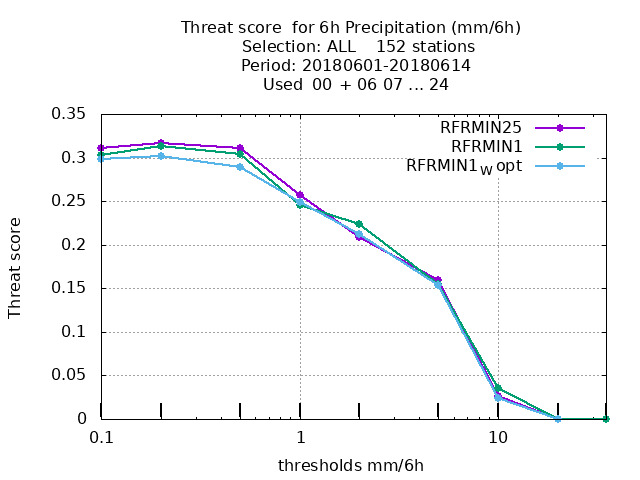 Threat score  for 6h Precipitation (mm/6h)
Selection: ALL    152 stations
Period: 20180601-20180614
Used  00  + 06 07 ... 24
0.35
0.3
0.25
0.2
0.15
0.1
0.05
0
Threat score
RFRMIN25
RFRMIN1
RFRMIN1W opt
0.1 1 10
thresholds mm/6h